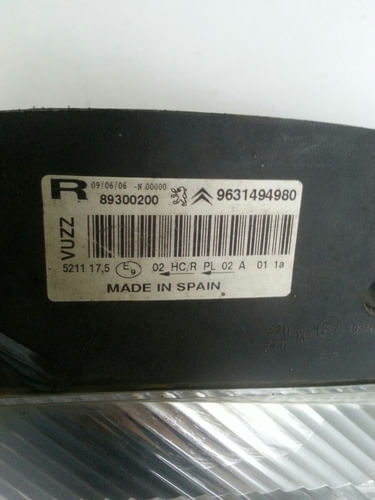 R 09/06/06 -N 00000
89300200 9631494980
VUZZ
5211 17,5 E9 02 HC/R PL 02 A 01 1a
MADE IN SPAIN